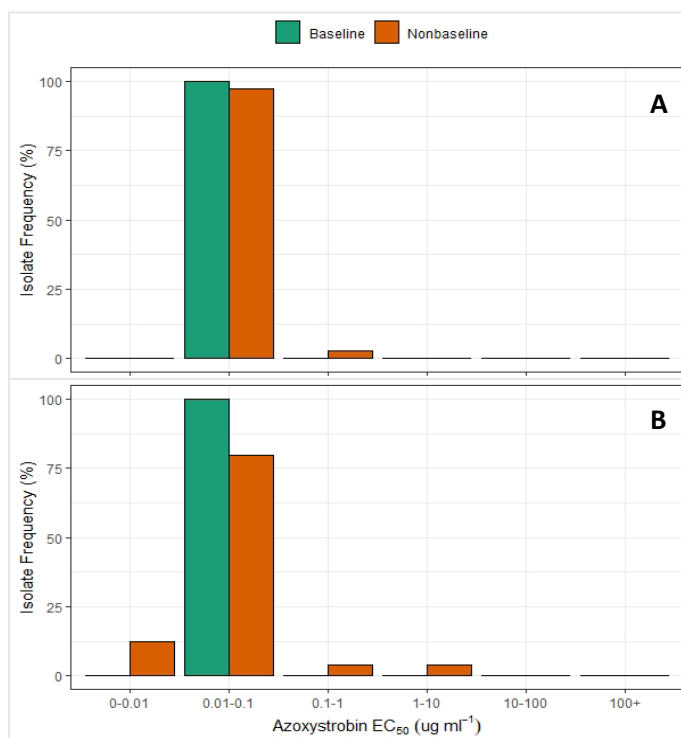 Baseline Nonbaseline
A
Isolate Frequency (%)
100
75
50
25
0
B
Isolate Frequency (%)
100
75
50
25
0
0-0.01 0.01-0.1 0.1-1 1-10 10-100 100+
Azoxystrobin EC₅₀ (ug ml⁻¹)